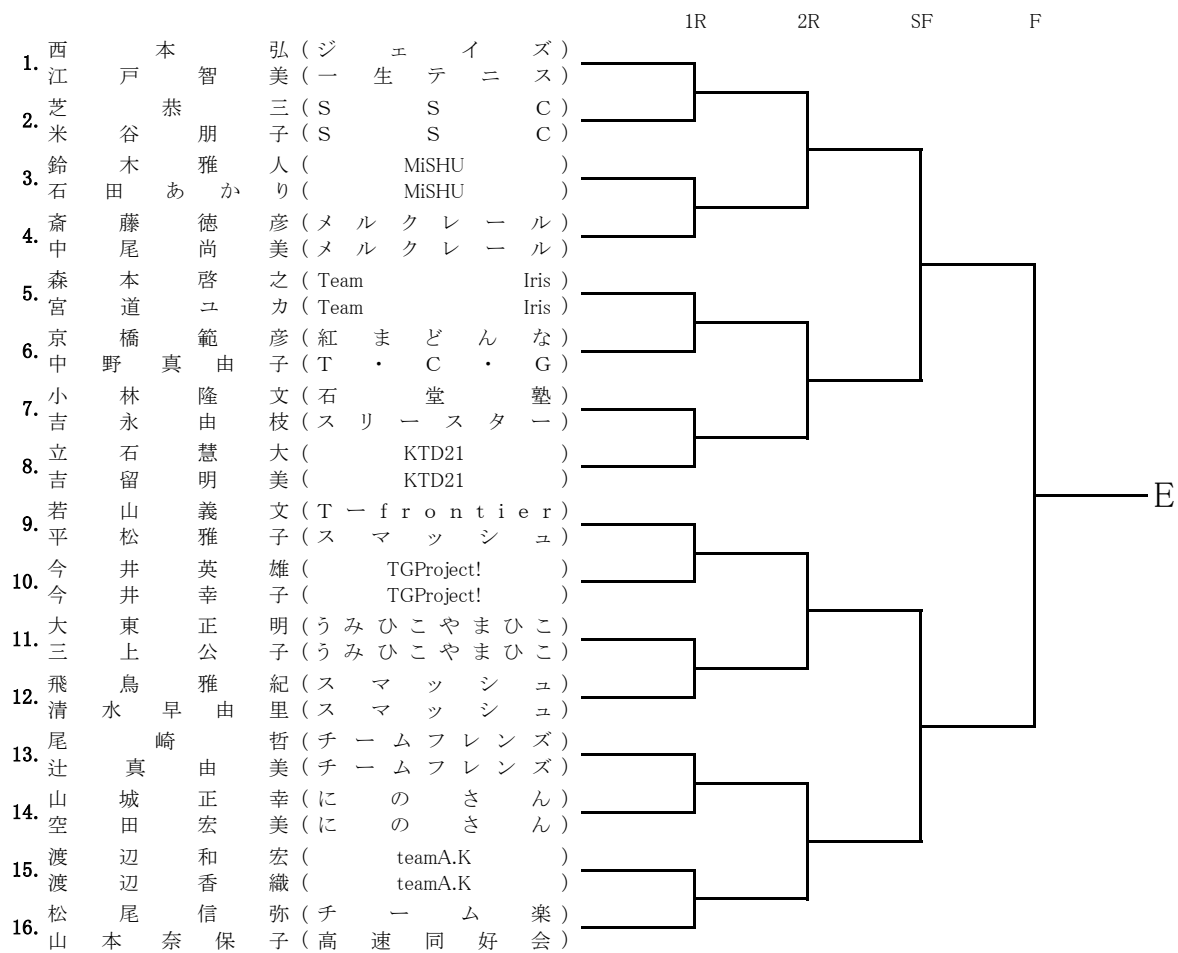 1R 2R SF F
1.
西本弘(ジェイズ)
江戸智美(一生テニス)
2.
芝恭三(SSC)
米谷朋子(SSC)
3.
鈴木雅人(MiSHU)
石田あかり(MiSHU)
4.
斎藤徳彦(メルクレール)
中尾尚美(メルクレール)
5.
森本啓之(Team Iris)
宮道ユカ(Team Iris)
6.
京橋範彦(紅まどんな)
中野真由子(T・C・G)
7.
小林隆文(石堂塾)
吉永由枝(スリースター)
8.
立石慧大(KTD21)
吉留明美(KTD21)
9.
若山義文(Tーfrontier)
平松雅子(スマッシュ)
10.
今井英雄(TGProject!)
今井幸子(TGProject!)
11.
大東正明(うみひこやまひこ)
三上公子(うみひこやまひこ)
12.
飛鳥雅紀(スマッシュ)
清水早由里(スマッシュ)
13.
尾崎哲(チームフレンズ)
辻真由美(チームフレンズ)
14.
山城正幸(にのさん)
空田宏美(にのさん)
15.
渡辺和宏(teamA.K)
渡辺香織(teamA.K)
16.
松尾信弥(チーム楽)
山本奈保子(高速同好会)
E